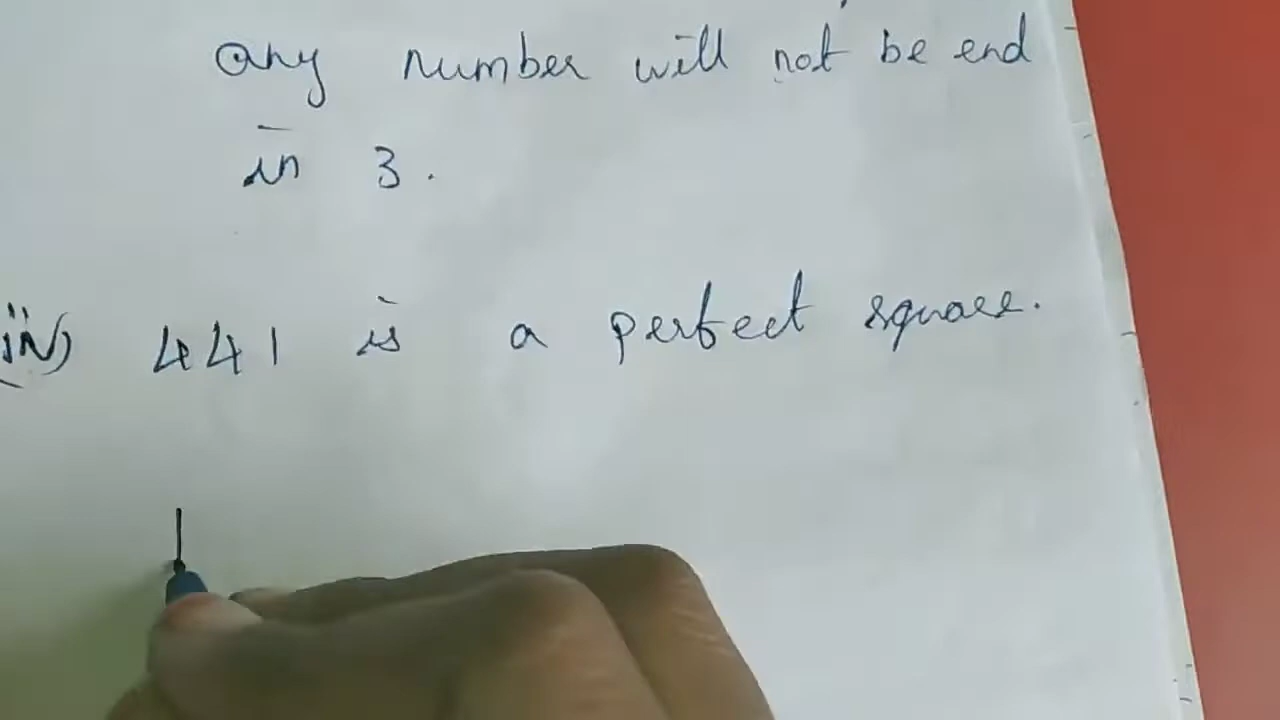 any number will not be end
in 3.
iv) 441 is a perfect square.